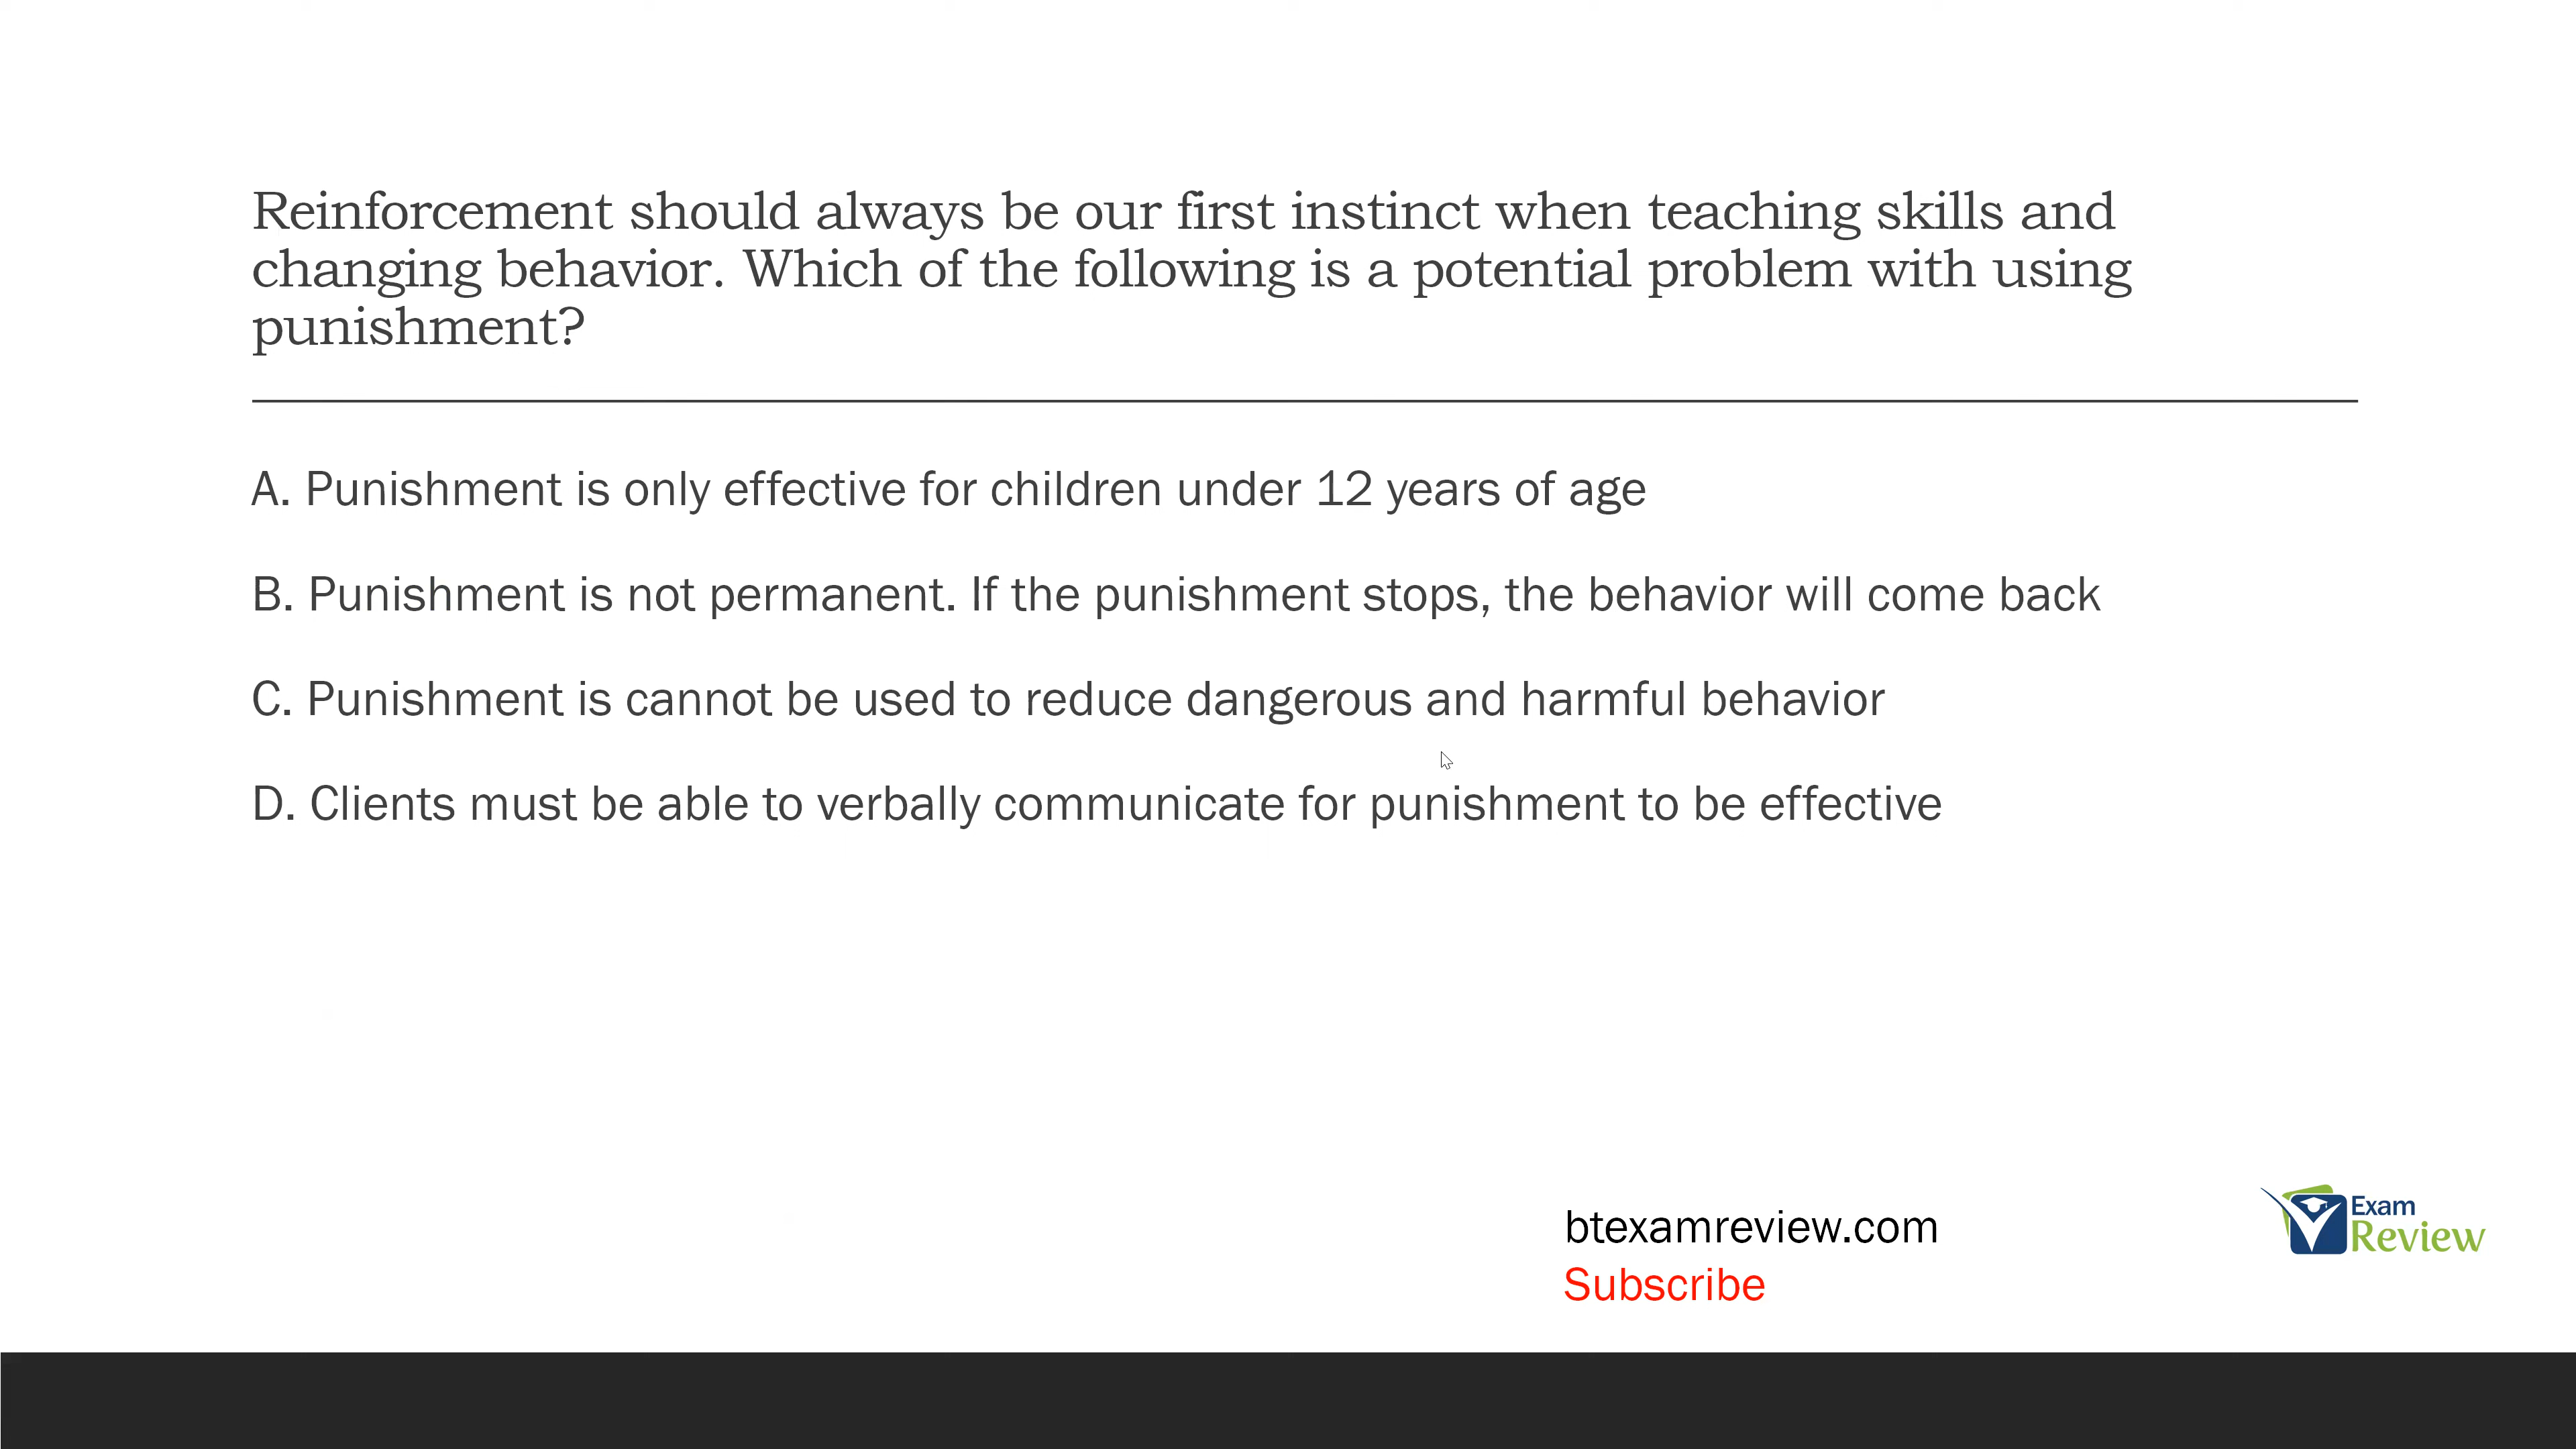 Reinforcement should always be our first instinct when teaching skills and
changing behavior. Which of the following is a potential problem with using
punishment?
A. Punishment is only effective for children under 12 years of age
B. Punishment is not permanent. If the punishment stops, the behavior will come back
C. Punishment is cannot be used to reduce dangerous and harmful behavior
D. Clients must be able to verbally communicate for punishment to be effective
btexamreview.com
Subscribe
Exam
Review